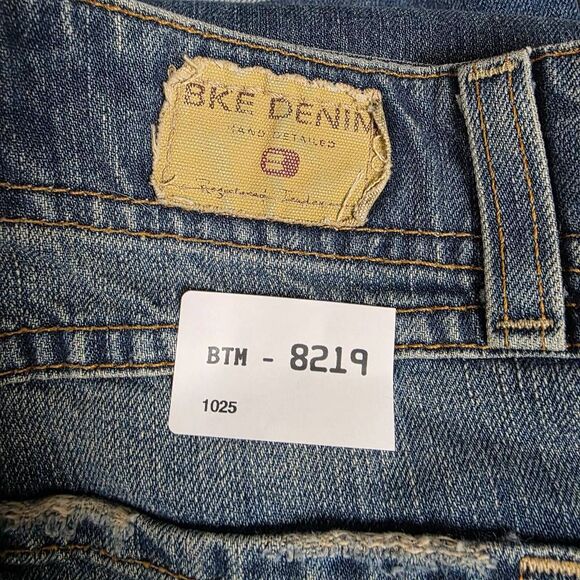 BKE DENIM
HAND DETAILED
BTM - 8219
1025